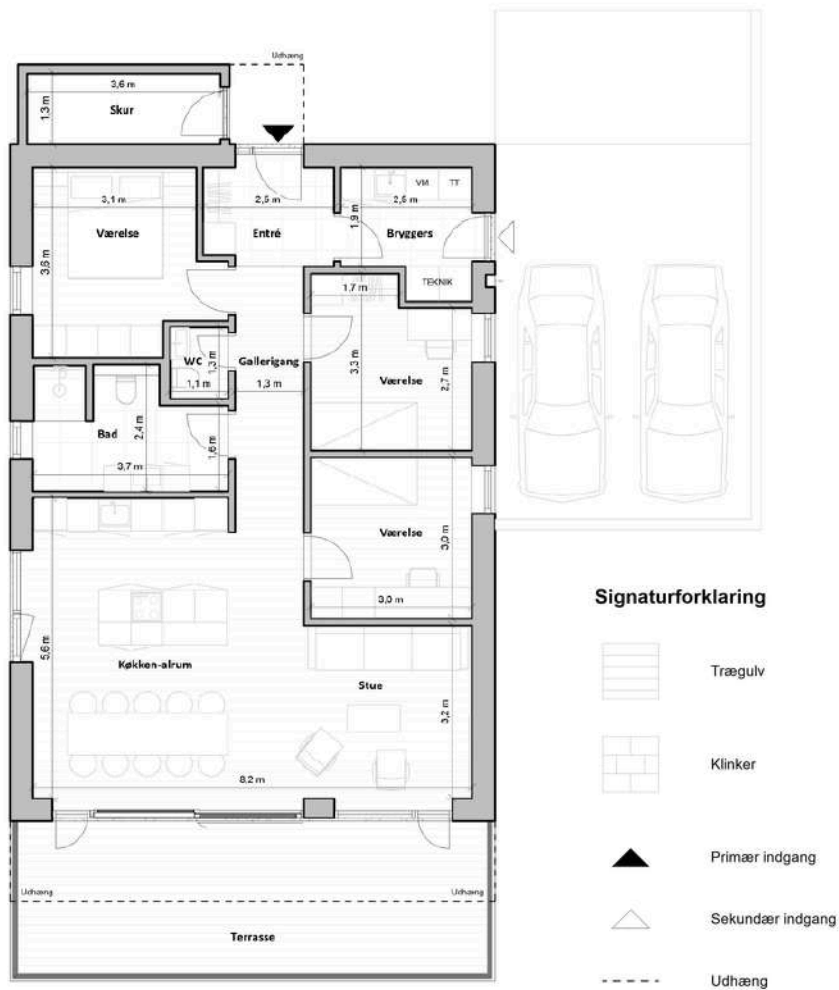 Udhæng
3,6 m
1,3 m
Skur
3,1 m
Værelse
3,6 m
2,5 m
Entré
VM
TT
2,5 m
1,9 m
Bryggers
TEKNIK
1,7 m
WC
1,3 m
1,1 m
Gallerigang
1,3 m
3,3 m
Værelse
2,7 m
Bad
2,4 m
1,6 m
3,7 m
Værelse
3,0 m
3,0 m
5,6 m
Køkken-alrum
Stue
3,2 m
8,2 m
Udhæng
Udhæng
Terrasse
Signaturforklaring
Trægulv
Klinker
Primær indgang
Sekundær indgang
Udhæng